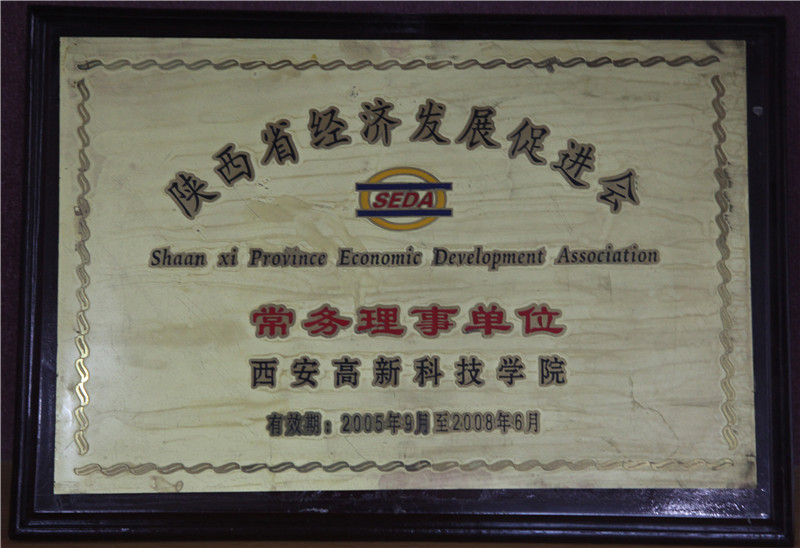 陕西省经济发展促进会
SEDA
Shaan xi Province Economic Development Association
常务理事单位
西安高新科技学院
有效期：2005年9月至2008年6月